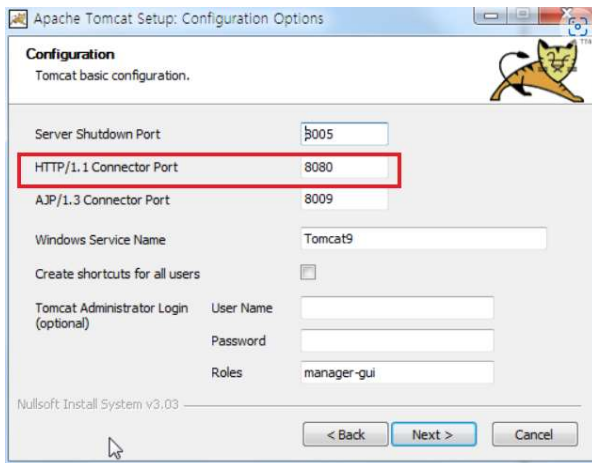 Apache Tomcat Setup: Configuration Options
Configuration
Tomcat basic configuration.
TM
Server Shutdown Port 8005
HTTP/1.1 Connector Port 8080
AJP/1.3 Connector Port 8009
Windows Service Name Tomcat9
Create shortcuts for all users
Tomcat Administrator Login (optional) User Name
Password
Roles manager-gui
Nullsoft Install System v3.03
< Back Next > Cancel